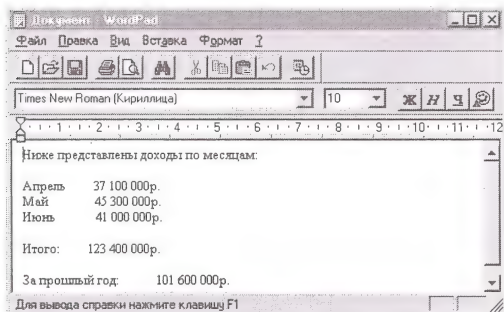 Документ - WordPad
Файл Правка Вид Вставка Формат ?
Times New Roman (Кириллица) 10 Ж Н Ч
1 2 3 4 5 6 7 8 9 10 11 12
Ниже представлены доходы по месяцам:
Апрель 37 100 000р.
Май 45 300 000р.
Июнь 41 000 000р.
Итого: 123 400 000р.
За прошлый год: 101 600 000р.
Для вывода справки нажмите клавишу F1